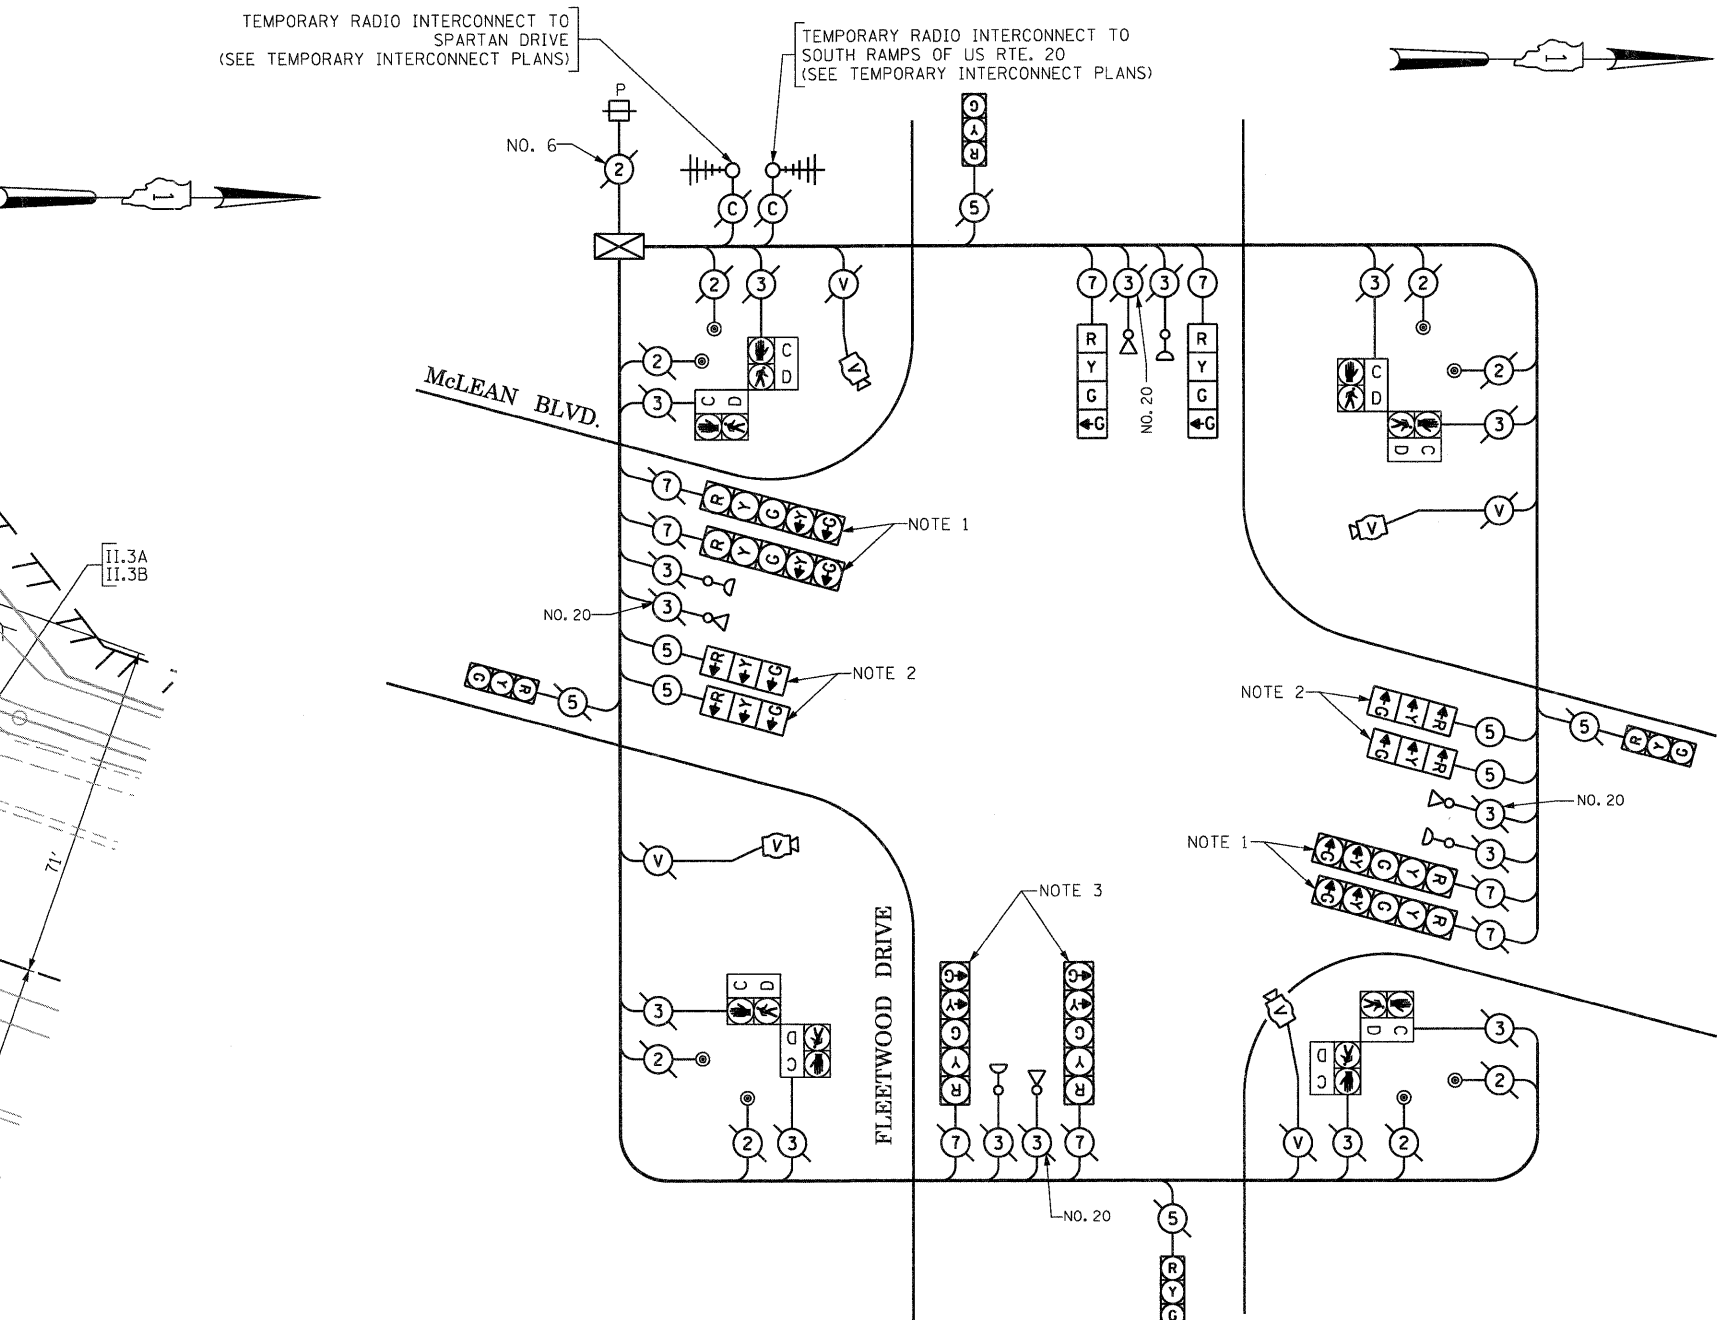 TEMPORARY RADIO INTERCONNECT TO
SPARTAN DRIVE
(SEE TEMPORARY INTERCONNECT PLANS)
TEMPORARY RADIO INTERCONNECT TO
SOUTH RAMPS OF US RTE. 20
(SEE TEMPORARY INTERCONNECT PLANS)
P
NO. 6
2
C
C
5
R
Y
G
1
1
2
3
V
7
3
3
7
3
2
C
D
V
2
3
C
D
R
Y
G
G
NO. 20
R
Y
G
G
C
D
2
3
C
D
V
V
McLEAN BLVD.
7
R Y G Y G
7
R Y G Y G
NOTE 1
3
NO. 20
3
5
R Y G
5
R Y G
NOTE 2
G Y R
5
II.3A
II.3B
71'
NOTE 2
G Y R
5
G Y R
5
5
R Y G
3
NO. 20
3
NOTE 1
G Y G Y R
7
G Y G Y R
7
V
V
NOTE 3
G
Y
G
Y
R
G
Y
G
Y
R
FLEETWOOD DRIVE
3
C D
D
C
2
2
3
7
3
3
7
NO. 20
V
C
D
3
D
C
2
V
3
2
5
R
Y
G